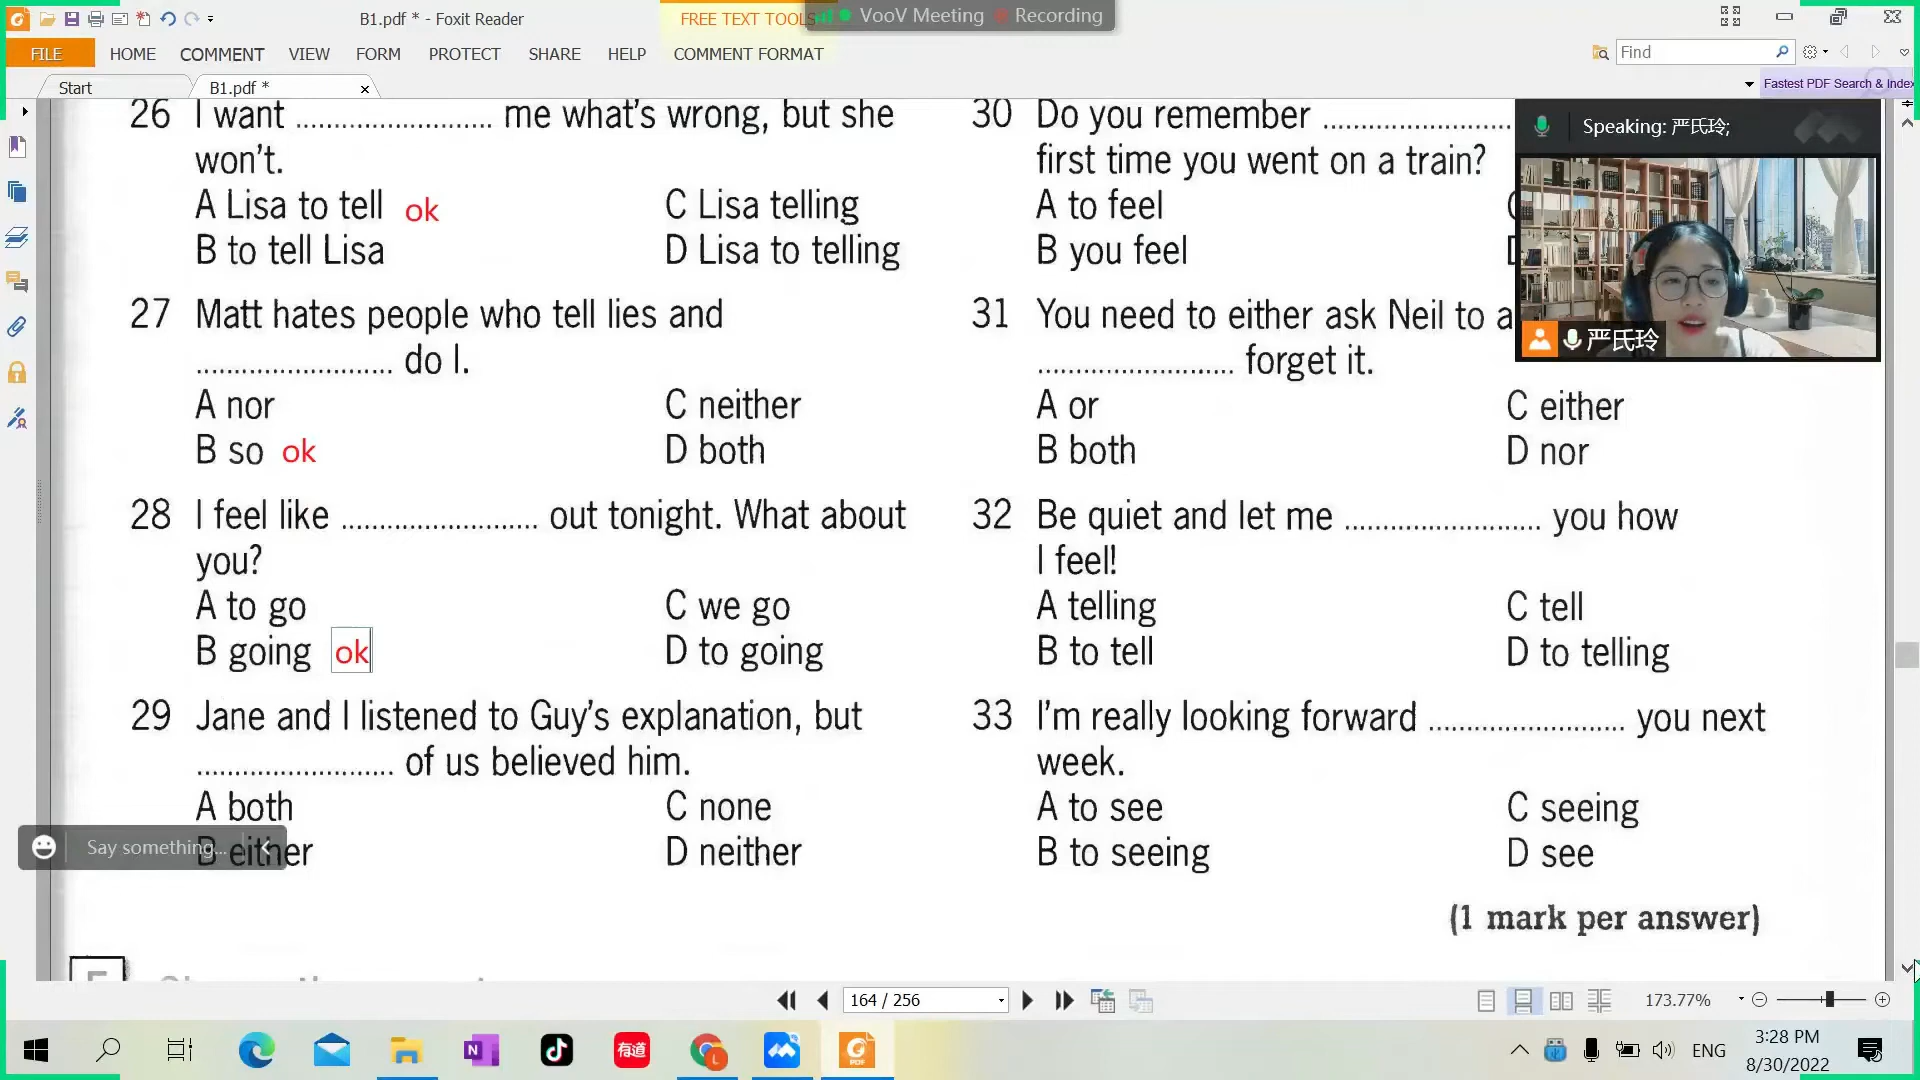 B1.pdf * - Foxit Reader
FREE TEXT TOOLS
VooV Meeting Recording
FILE HOME COMMENT VIEW FORM PROTECT SHARE HELP COMMENT FORMAT
Find
Start
B1.pdf *
Fastest PDF Search & Index
26 I want .......................... me what's wrong, but she
won't.
A Lisa to tell ok
C Lisa telling
B to tell Lisa
D Lisa to telling
27 Matt hates people who tell lies and
.......................... do I.
A nor
C neither
B so ok
D both
28 I feel like .......................... out tonight. What about
you?
A to go
C we go
B going ok
D to going
29 Jane and I listened to Guy's explanation, but
.......................... of us believed him.
A both
C none
B either
D neither
30 Do you remember ..........................
first time you went on a train?
A to feel
B you feel
31 You need to either ask Neil to
.......................... forget it.
A or
C either
B both
D nor
32 Be quiet and let me .......................... you how
I feel!
A telling
C tell
B to tell
D to telling
33 I'm really looking forward .......................... you next
week.
A to see
C seeing
B to seeing
D see
(1 mark per answer)
Speaking: 严氏玲;
严氏玲
Say something...
164 / 256
173.77%
有道
ENG
3:28 PM
8/30/2022